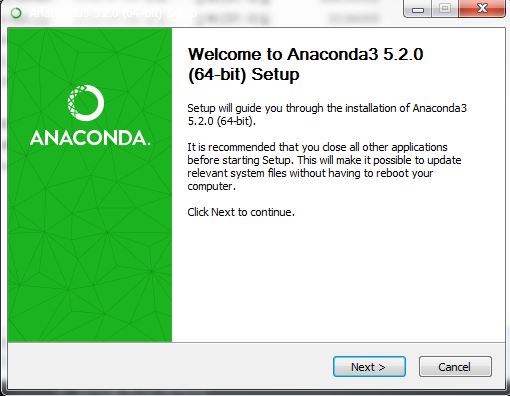 Anaconda3 5.2.0 (64-bit) Setup
Welcome to Anaconda3 5.2.0
(64-bit) Setup
ANACONDA.
Setup will guide you through the installation of Anaconda3
5.2.0 (64-bit).
It is recommended that you close all other applications
before starting Setup. This will make it possible to update
relevant system files without having to reboot your
computer.
Click Next to continue.
Next >
Cancel